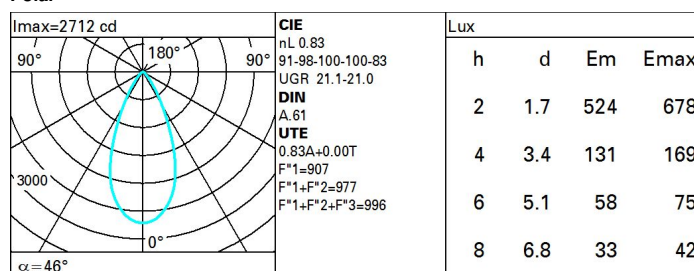 Imax=2712 cd
90°
180°
90°
3000
0°
α=46°
CIE
nL 0.83
91-98-100-100-83
UGR 21.1-21.0
DIN
A.61
UTE
0.83A+0.00T
F"1=907
F"1+F"2=977
F"1+F"2+F"3=996
Lux
h d Em Emax
2 1.7 524 678
4 3.4 131 169
6 5.1 58 75
8 6.8 33 42